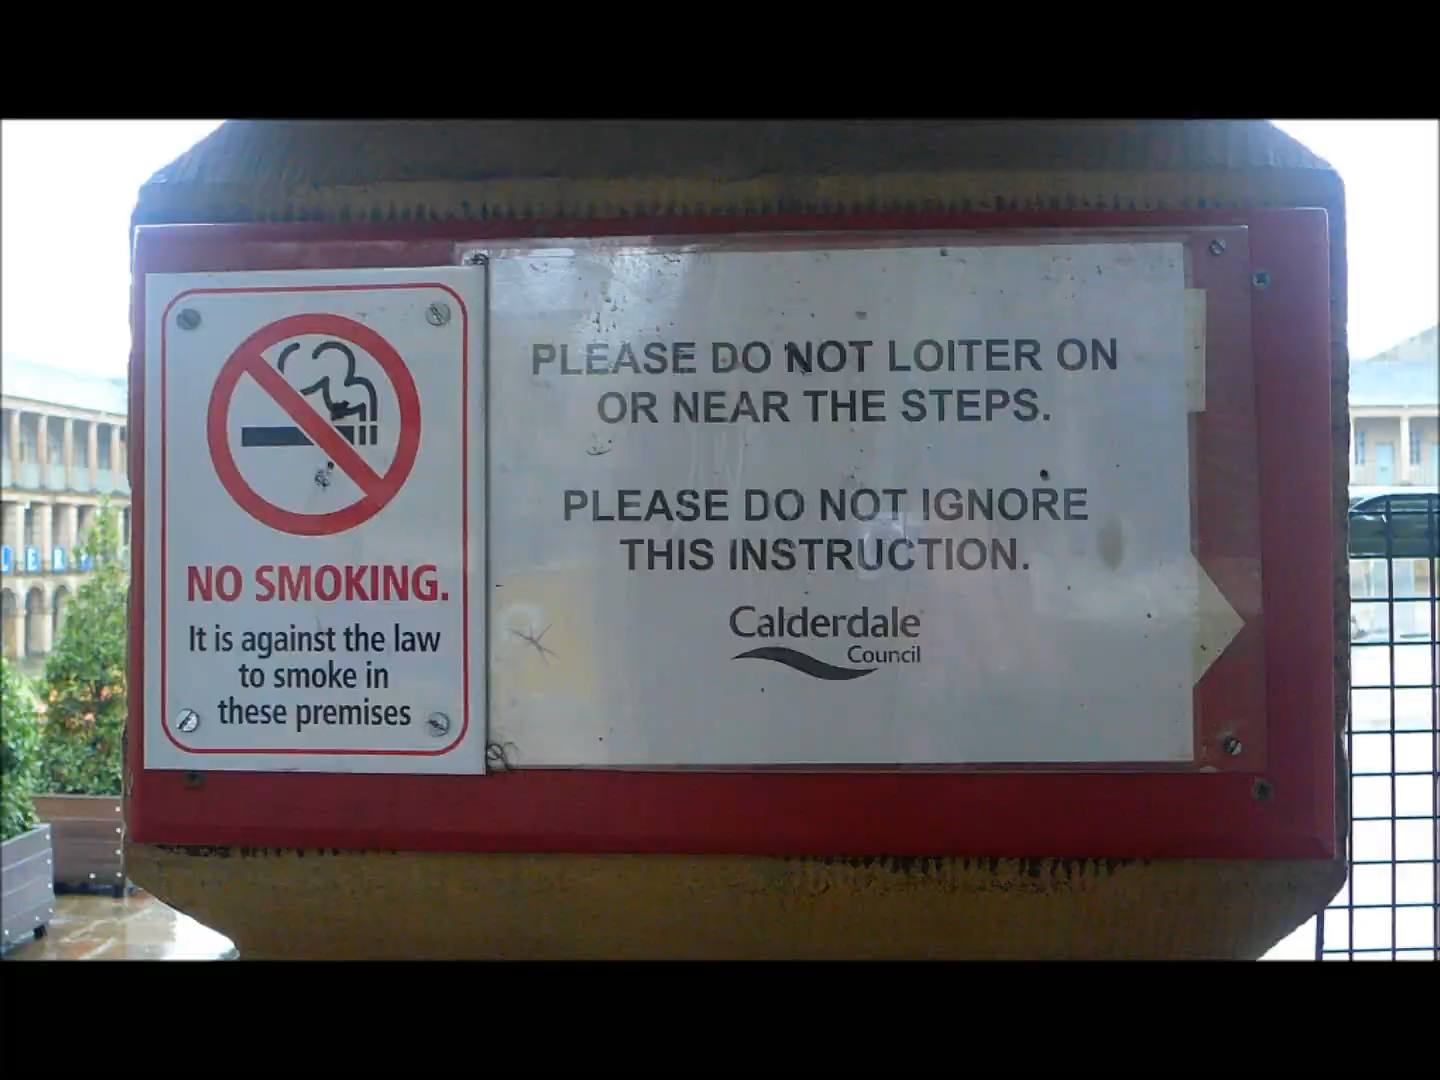 NO SMOKING.
It is against the law
to smoke in
these premises
PLEASE DO NOT LOITER ON
OR NEAR THE STEPS.
PLEASE DO NOT IGNORE
THIS INSTRUCTION.
Calderdale
Council